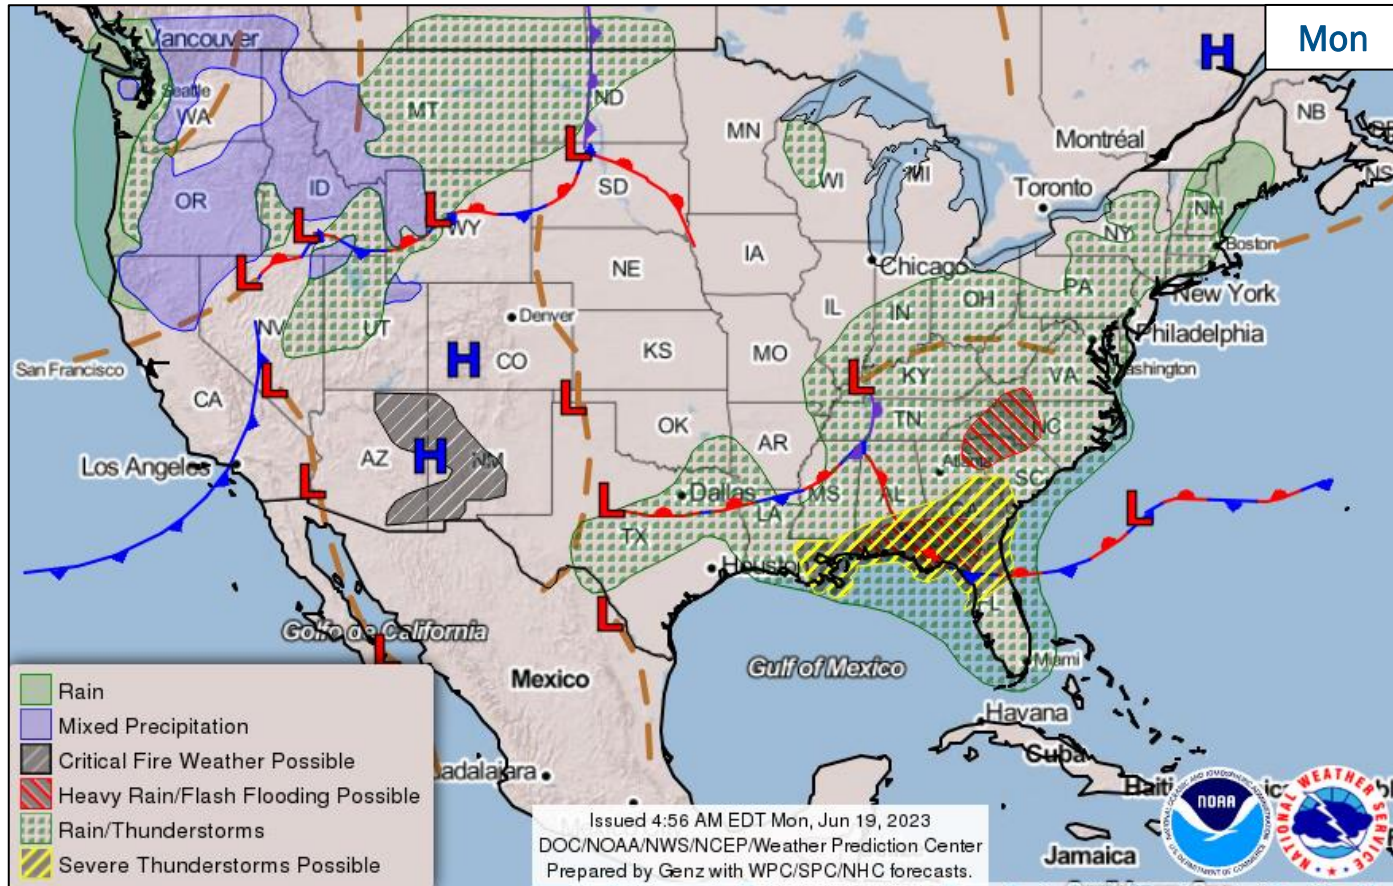 Mon
H
Vancouver
Seattle
WA
MT
ND
MN
Montréal
NB
L
OR
ID
L
SD
WI
MI
Toronto
NS
L
WY
L
NY
NH
Boston
IA
Chicago
NE
IL
IN
OH
PA
New York
NV
UT
Denver
H
CO
KS
MO
Philadelphia
San Francisco
CA
L
L
L
KY
VA
Washington
TN
OK
AR
NC
Los Angeles
AZ
H
NM
Atlanta
L
L
Dallas
MS
AL
SC
L
LA
TX
Houston
FL
L
Golfo de California
L
Mexico
Gulf of Mexico
Miami
Havana
Cuba
Haiti
Jamaica
Rain
Mixed Precipitation
Critical Fire Weather Possible
Heavy Rain/Flash Flooding Possible
Rain/Thunderstorms
Severe Thunderstorms Possible
Issued 4:56 AM EDT Mon, Jun 19, 2023
DOC/NOAA/NWS/NCEP/Weather Prediction Center
Prepared by Genz with WPC/SPC/NHC forecasts.
NOAA
NATIONAL WEATHER SERVICE